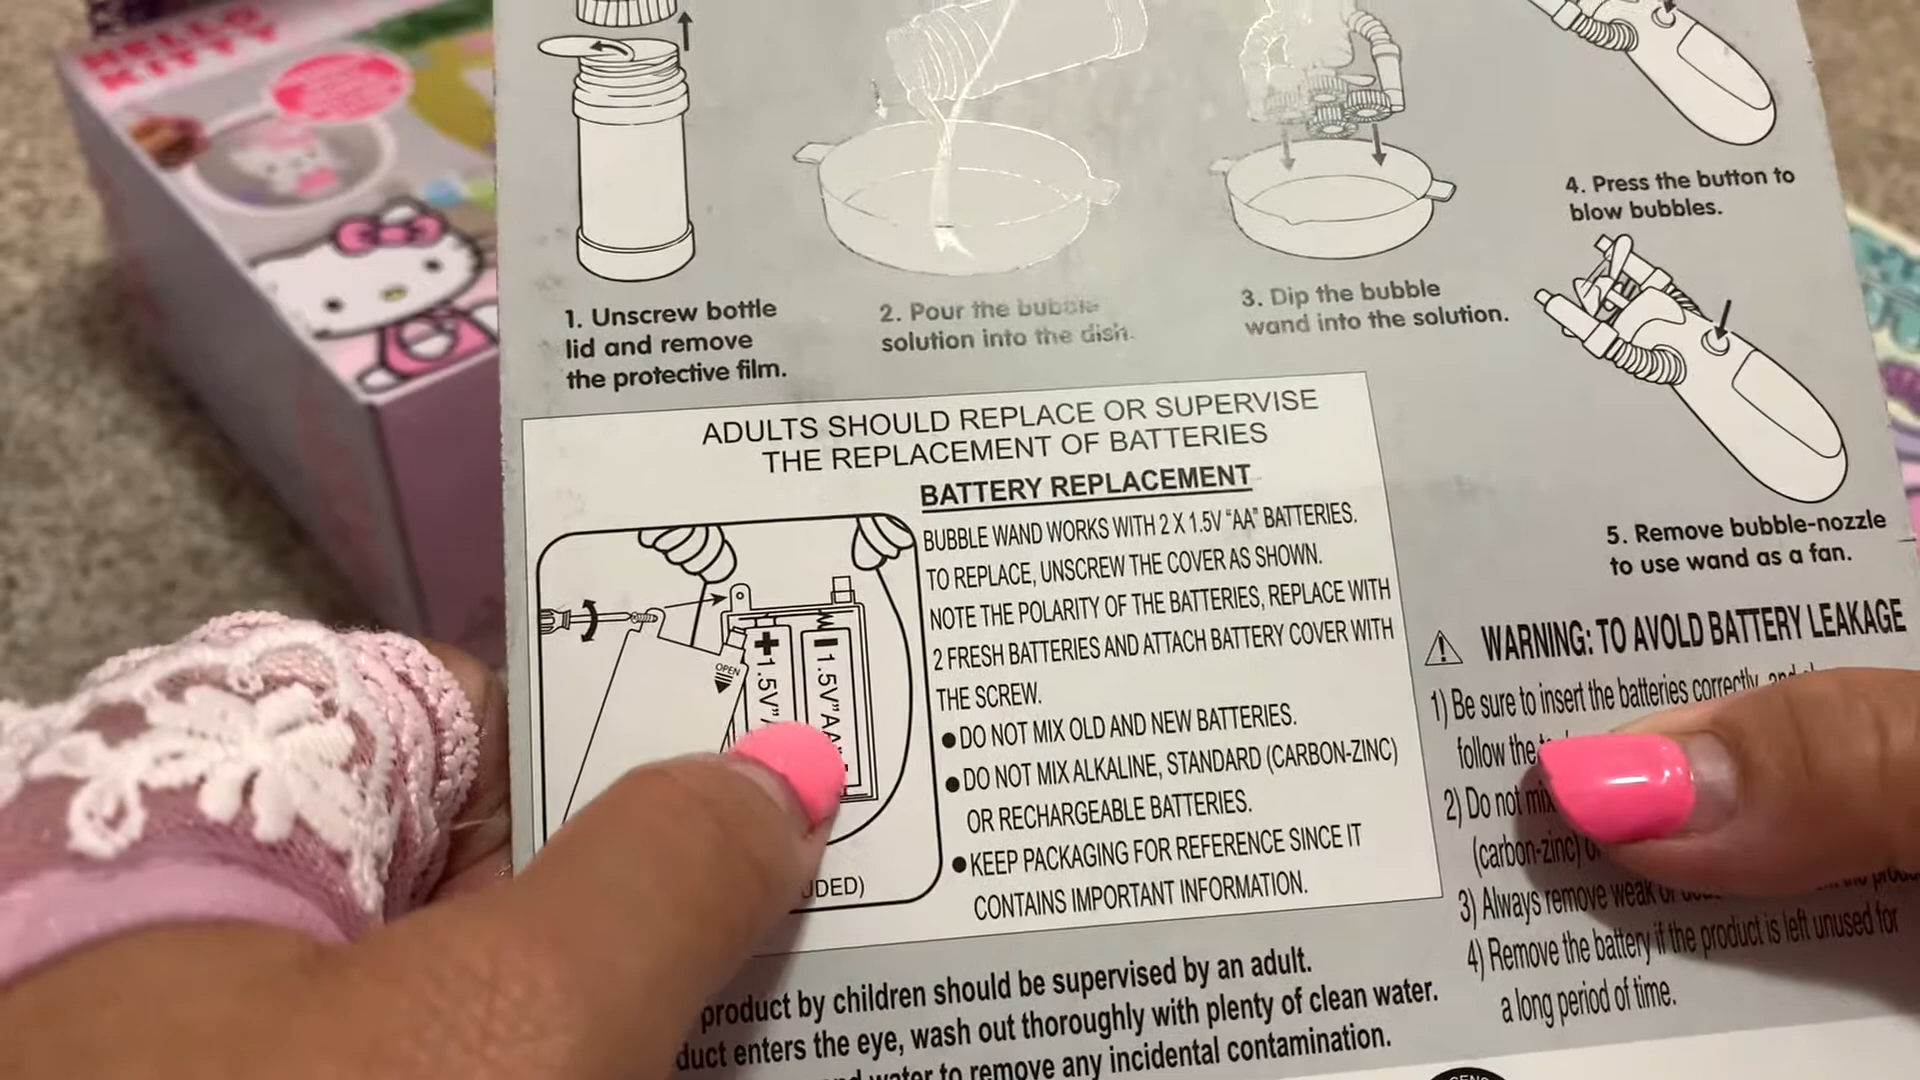 HELLO
KITTY
1. Unscrew bottle
lid and remove
the protective film.
2. Pour the bubble
solution into the dish.
3. Dip the bubble
wand into the solution.
4. Press the button to
blow bubbles.
5. Remove bubble-nozzle
to use wand as a fan.
ADULTS SHOULD REPLACE OR SUPERVISE
THE REPLACEMENT OF BATTERIES
BATTERY REPLACEMENT
BUBBLE WAND WORKS WITH 2 X 1.5V “AA” BATTERIES.
TO REPLACE, UNSCREW THE COVER AS SHOWN.
NOTE THE POLARITY OF THE BATTERIES, REPLACE WITH
2 FRESH BATTERIES AND ATTACH BATTERY COVER WITH
THE SCREW.
● DO NOT MIX OLD AND NEW BATTERIES.
● DO NOT MIX ALKALINE, STANDARD (CARBON-ZINC)
OR RECHARGEABLE BATTERIES.
● KEEP PACKAGING FOR REFERENCE SINCE IT
CONTAINS IMPORTANT INFORMATION.
OPEN
+ 1.5V"
- 1.5V"AA
UDED)
WARNING: TO AVOLD BATTERY LEAKAGE
1) Be sure to insert the batteries correctly and
follow the
2) Do not mix
(carbon-zinc)
3) Always remove weak or
4) Remove the battery if the product is left unused for
a long period of time.
product by children should be supervised by an adult.
duct enters the eye, wash out thoroughly with plenty of clean water.
water to remove any incidental contamination.